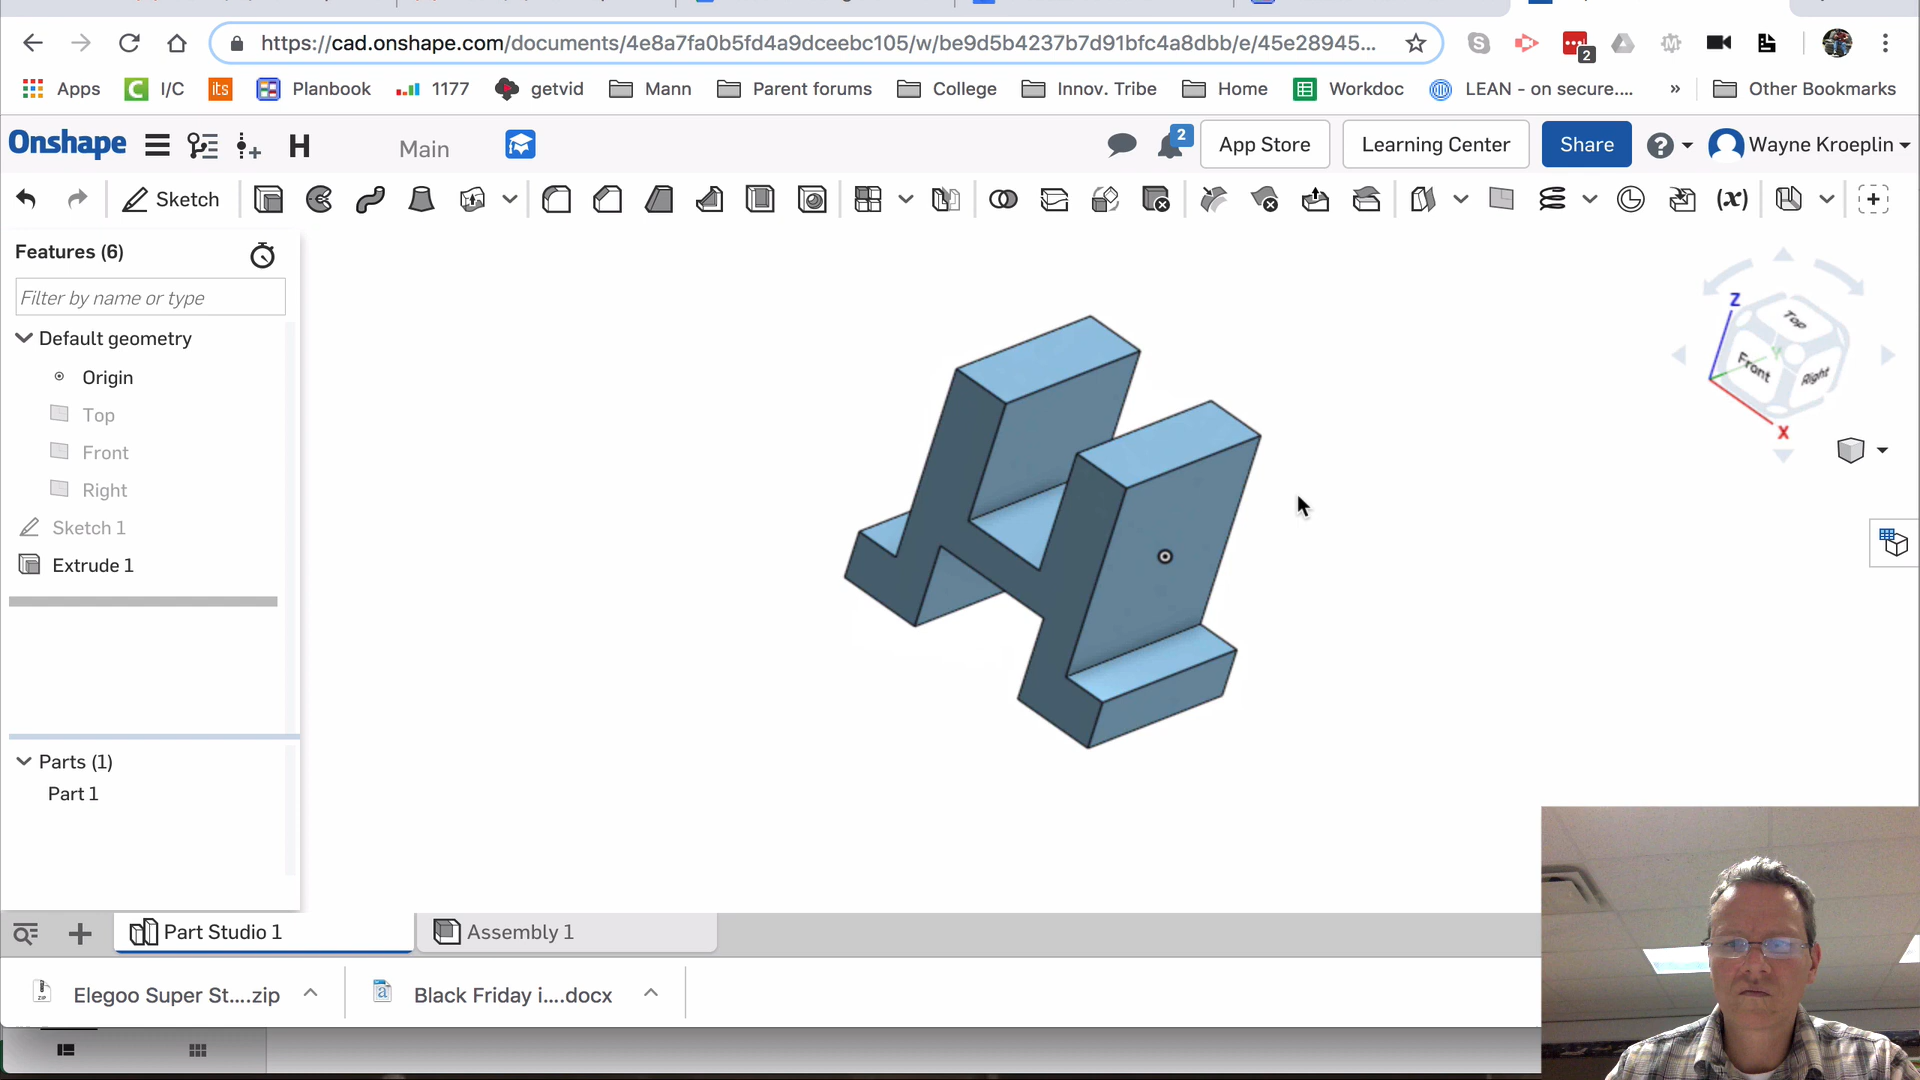 https://cad.onshape.com/documents/4e8a7fa0b5fd4a9dceebc105/w/be9d5b4237b7d91bfc4a8dbb/e/45e28945...
2
Apps
I/C
its
Planbook
1177
getvid
Mann
Parent forums
College
Innov. Tribe
Home
Workdoc
LEAN - on secure....
»
Other Bookmarks
Onshape
H
Main
2
App Store
Learning Center
Share
Wayne Kroeplin
Sketch
(x)
Features (6)
Filter by name or type
Default geometry
Origin
Top
Front
Right
Sketch 1
Extrude 1
Z
Top
Y
Front
Right
X
Parts (1)
Part 1
Part Studio 1
Assembly 1
Elegoo Super St....zip
Black Friday i....docx